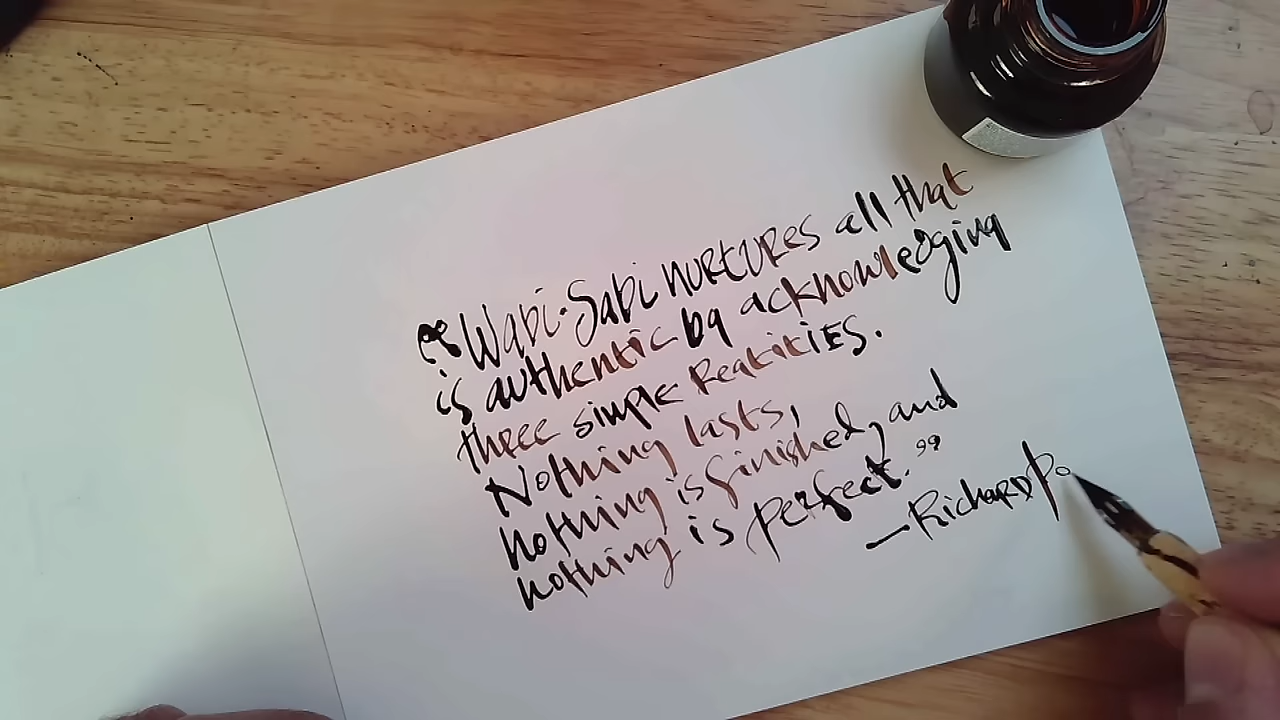 “Wabi-Sabi nurtures all that
is authentic by acknowledging
three simple realities.
Nothing lasts,
nothing is finished, and
nothing is perfect.”
—Richard Po